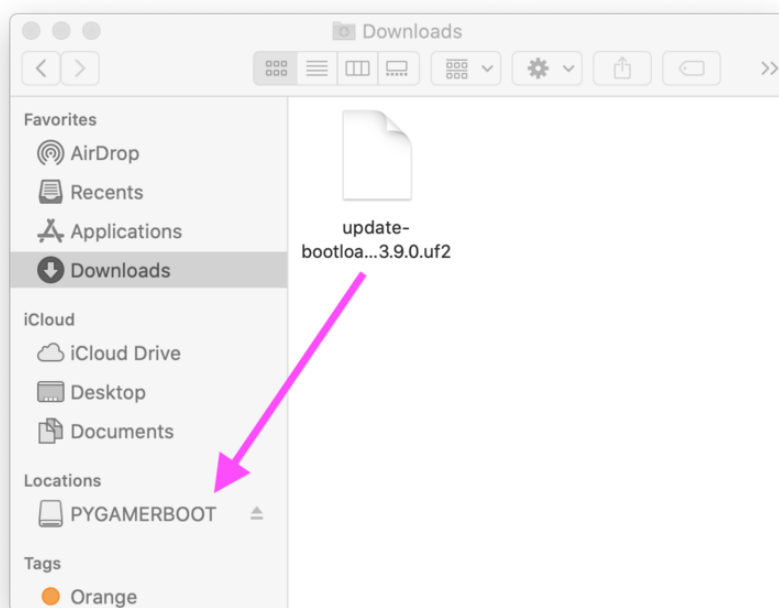 Downloads
Favorites
AirDrop
Recents
Applications
Downloads
iCloud
iCloud Drive
Desktop
Documents
Locations
PYGAMERBOOT
Tags
Orange
update-
bootloa...3.9.0.uf2